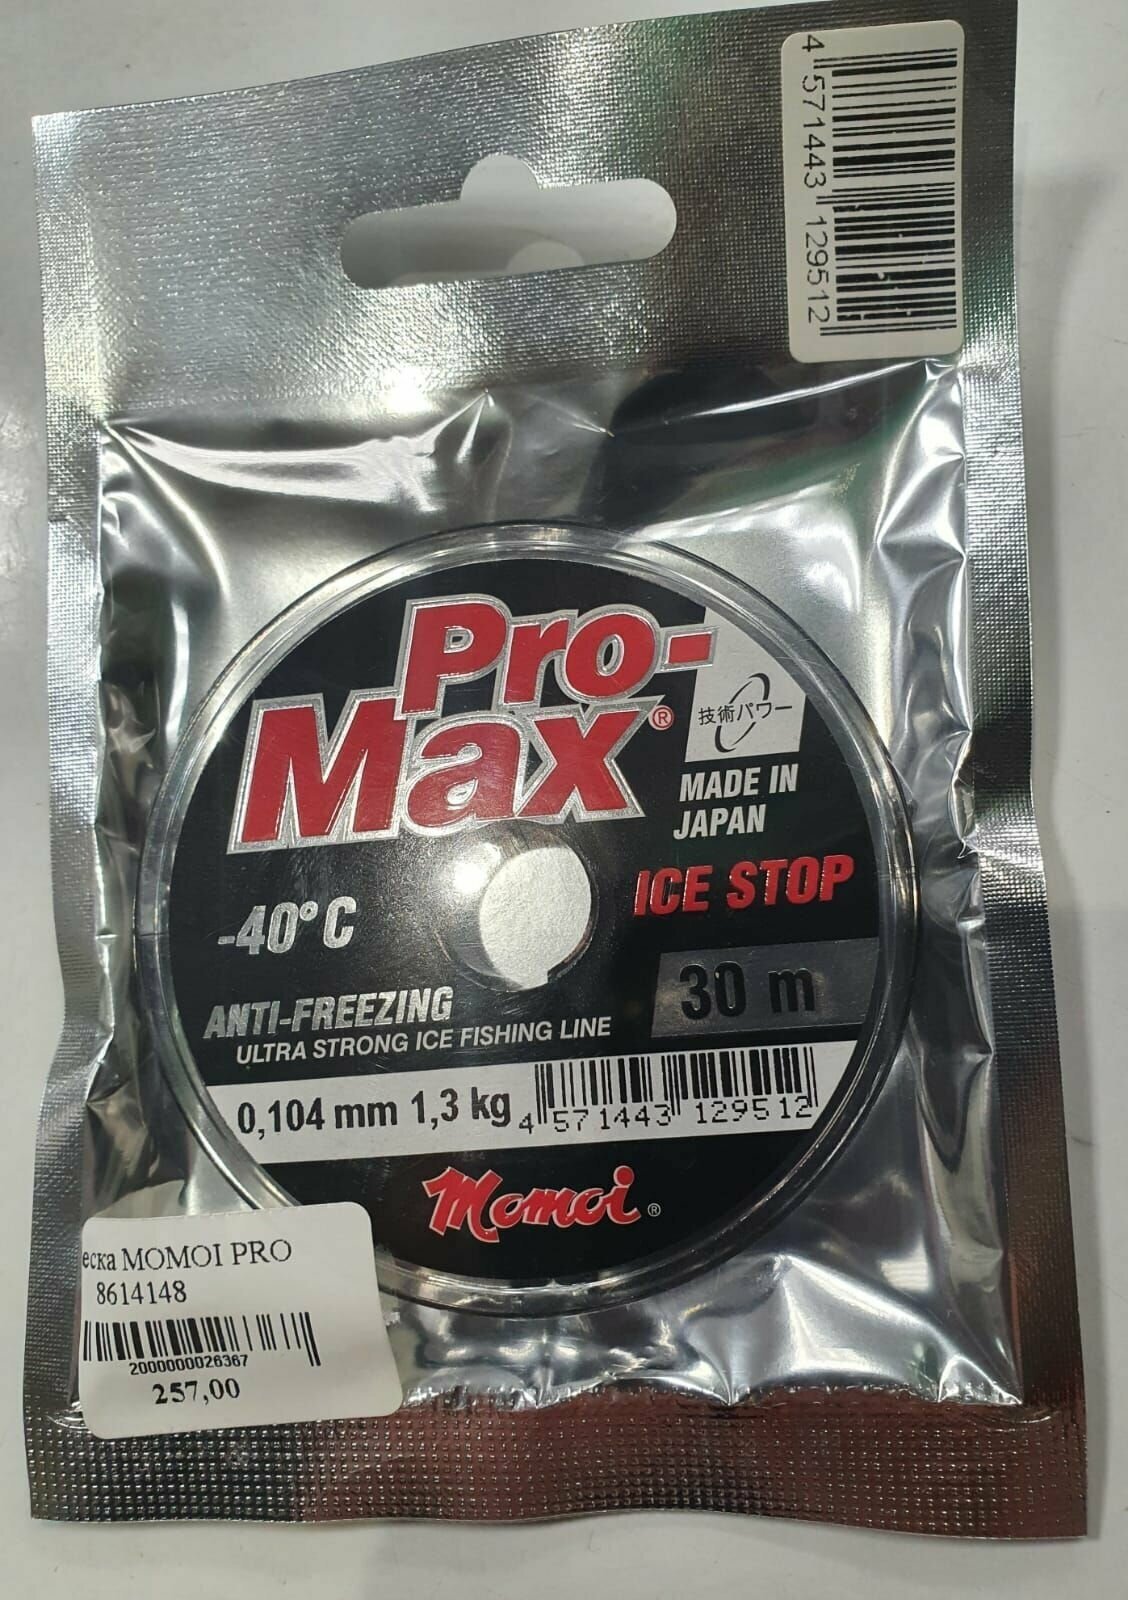 4 571443 129512
Pro-
Max®
技術パワー
MADE IN
JAPAN
-40°C
ICE STOP
30 m
ANTI-FREEZING
ULTRA STRONG ICE FISHING LINE
0,104 mm 1,3 kg
4 571443 129512
Momoi®
еска MOMOI PRO
8614148
2000000026367
257,00